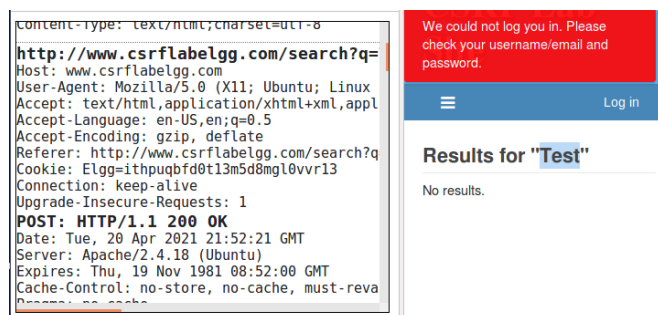 Content-Type: text/html;charset=utf-8
http://www.csrflabelgg.com/search?q=
Host: www.csrflabelgg.com
User-Agent: Mozilla/5.0 (X11; Ubuntu; Linux
Accept: text/html,application/xhtml+xml,appl
Accept-Language: en-US,en;q=0.5
Accept-Encoding: gzip, deflate
Referer: http://www.csrflabelgg.com/search?q
Cookie: Elgg=ithpuqbfd0t13m5d8mgl0vvr13
Connection: keep-alive
Upgrade-Insecure-Requests: 1
POST: HTTP/1.1 200 OK
Date: Tue, 20 Apr 2021 21:52:21 GMT
Server: Apache/2.4.18 (Ubuntu)
Expires: Thu, 19 Nov 1981 08:52:00 GMT
Cache-Control: no-store, no-cache, must-reva
Pragma: no-cache
CSRF Lab
We could not log you in. Please
check your username/email and
password.
Log in
Results for "Test"
No results.